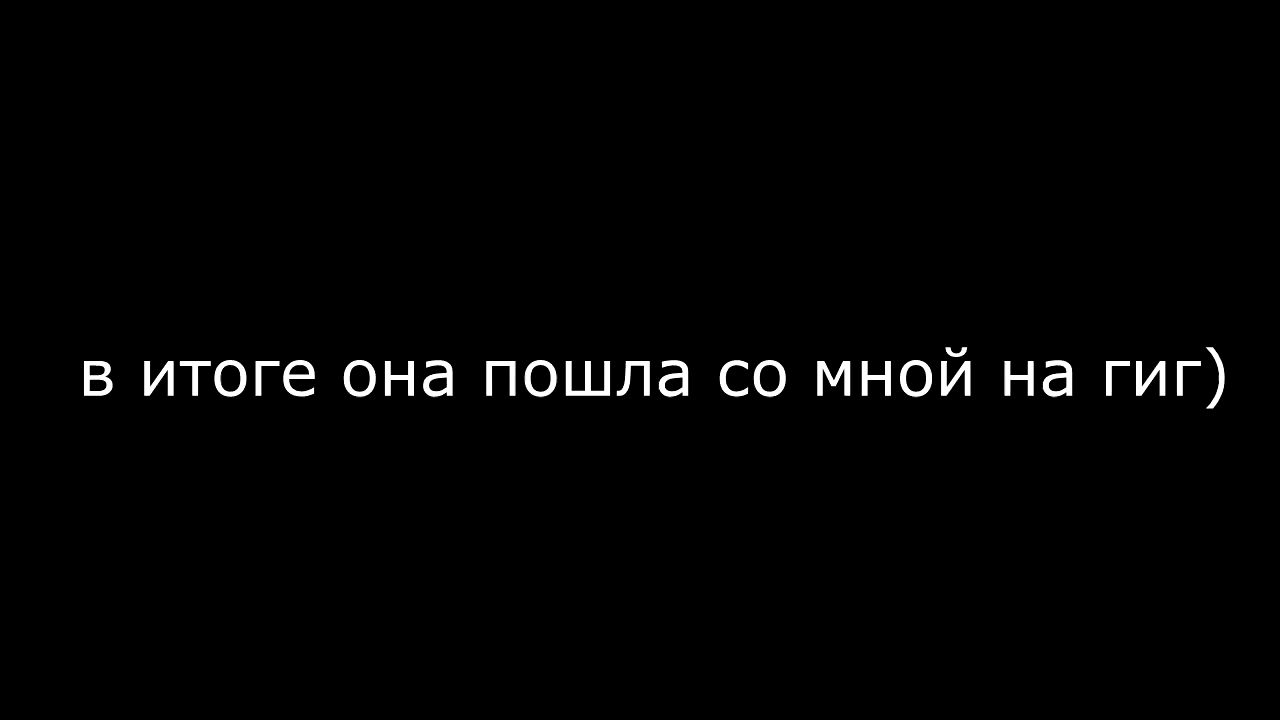 в итоге она пошла со мной на гиг)